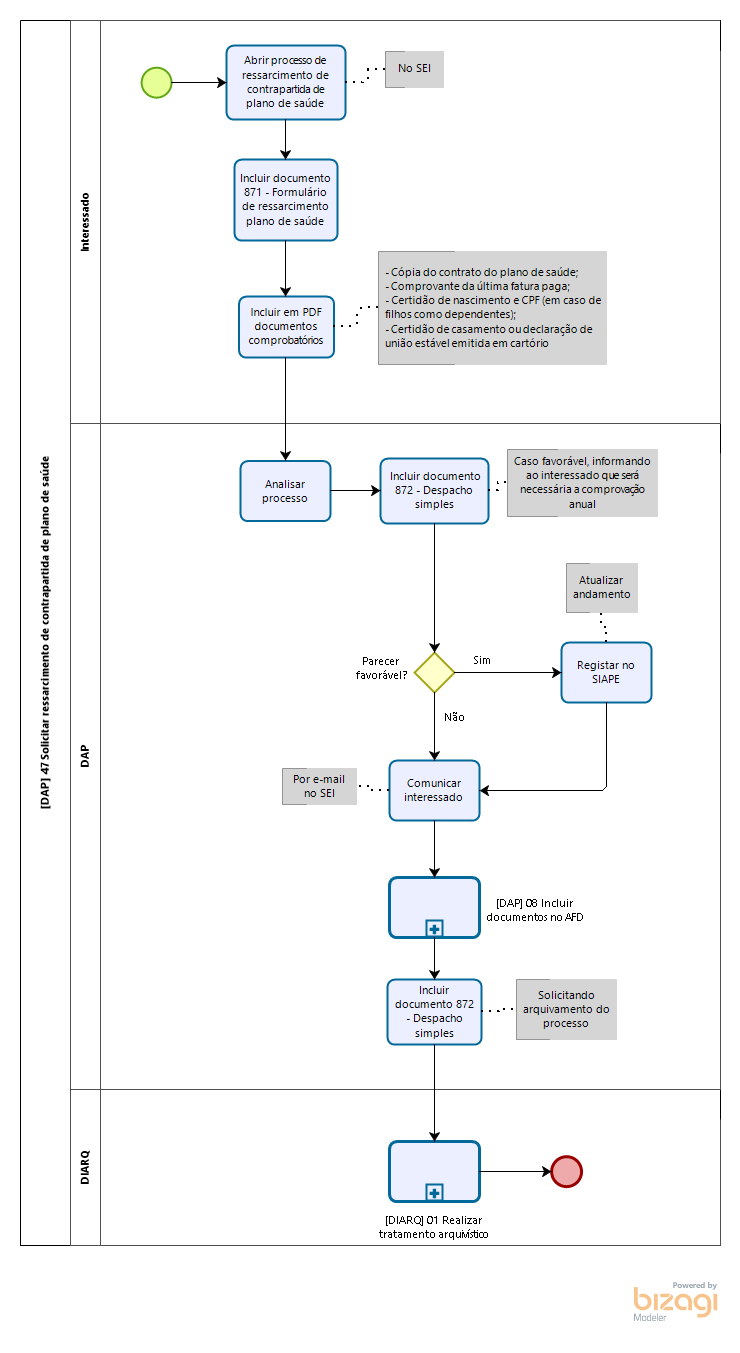 [DAP] 47 Solicitar ressarcimento de contrapartida de plano de saúde
Interessado
Abrir processo de
ressarcimento de
contrapartida de
plano de saúde
No SEI
Incluir documento
871 - Formulário
de ressarcimento
plano de saúde
Incluir em PDF
documentos
comprobatórios
- Cópia do contrato do plano de saúde;
- Comprovante da última fatura paga;
- Certidão de nascimento e CPF (em caso de
filhos como dependentes);
- Certidão de casamento ou declaração de
união estável emitida em cartório
DAP
Analisar
processo
Incluir documento
872 - Despacho
simples
Caso favorável, informando
ao interessado que será
necessária a comprovação
anual
Atualizar
andamento
Parecer
favorável?
Sim
Registar no
SIAPE
Não
Por e-mail
no SEI
Comunicar
interessado
[DAP] 08 Incluir
documentos no AFD
Incluir
documento 872
- Despacho
simples
Solicitando
arquivamento do
processo
DIARQ
[DIARQ] 01 Realizar
tratamento arquivístico
Powered by
bizagi
Modeler